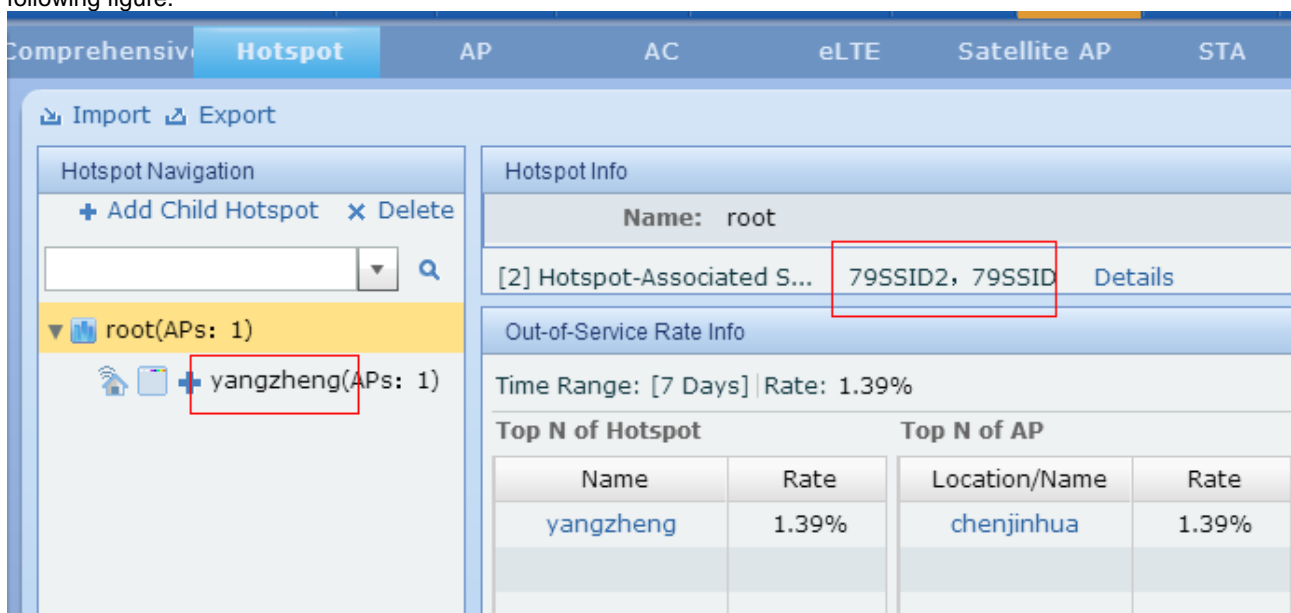 following figure.
Comprehensiv Hotspot AP AC eLTE Satellite AP STA
Import Export
Hotspot Navigation
+ Add Child Hotspot × Delete
root(APs: 1)
yangzheng(APs: 1)
Hotspot Info
Name: root
[2] Hotspot-Associated S... 79SSID2, 79SSID Details
Out-of-Service Rate Info
Time Range: [7 Days] | Rate: 1.39%
Top N of Hotspot Top N of AP
Name Rate Location/Name Rate
yangzheng 1.39% chenjinhua 1.39%